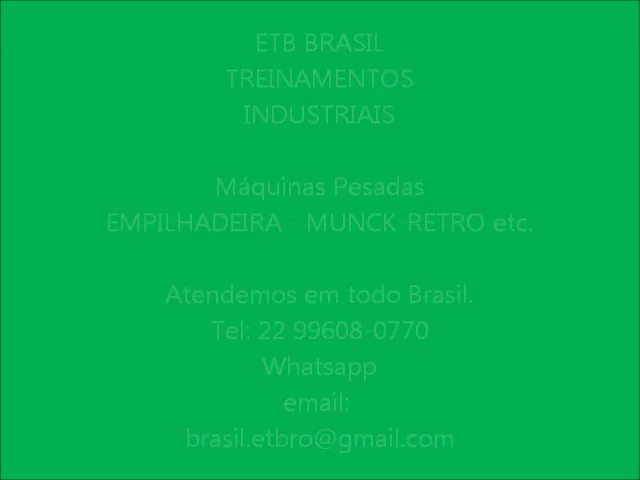 ETB BRASIL
TREINAMENTOS
INDUSTRIAIS
Máquinas Pesadas
EMPILHADEIRA - MUNCK-RETRO etc.
Atendemos em todo Brasil.
Tel: 22 99608-0770
Whatsapp
email:
brasil.etbro@gmail.com